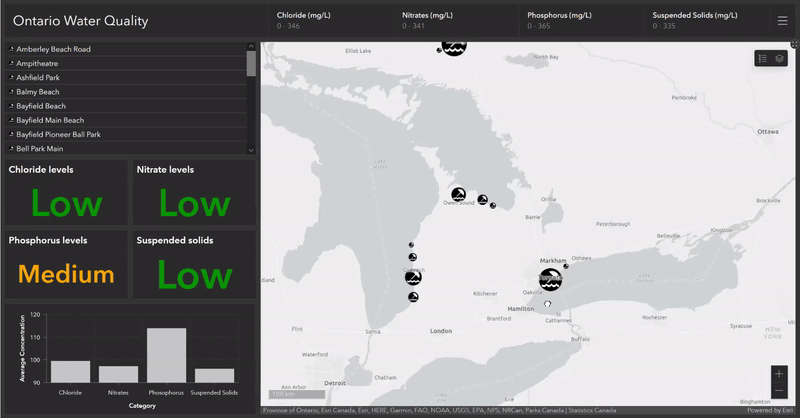 Ontario Water Quality
Chloride (mg/L)
0 - 346
Nitrates (mg/L)
0 - 341
Phosphorus (mg/L)
0 - 365
Suspended Solids (mg/L)
0 - 335
Amberley Beach Road
Ampitheatre
Ashfield Park
Balmy Beach
Bayfield Beach
Bayfield Main Beach
Bayfield Pioneer Ball Park
Bell Park Main
Chloride levels
Low
Nitrate levels
Low
Phosphorus levels
Medium
Suspended solids
Low
Average Concentration
120
110
100
90
Chloride
Nitrates
Phosophorus
Suspended Solids
Category
Elliot Lake
North Bay
Pembroke
Ottawa
Owen Sound
Orillia
Barrie
Peterborough
Belleville
Kingston
Brockville
Markham
Oshawa
Oakville
Kitchener
Hamilton
Brantford
St
Catharines
London
Sarnia
Flint
Waterford
Detroit
Ann Arbor
Chatham
Buffalo
Rochester
Syracuse
NEW
YORK
Binghamton
100 km
Province of Ontario, Esri Canada, Esri, HERE, Garmin, FAO, NOAA, USGS, EPA, NPS, NRCan, Parks Canada | Statistics Canada
Powered by Esri